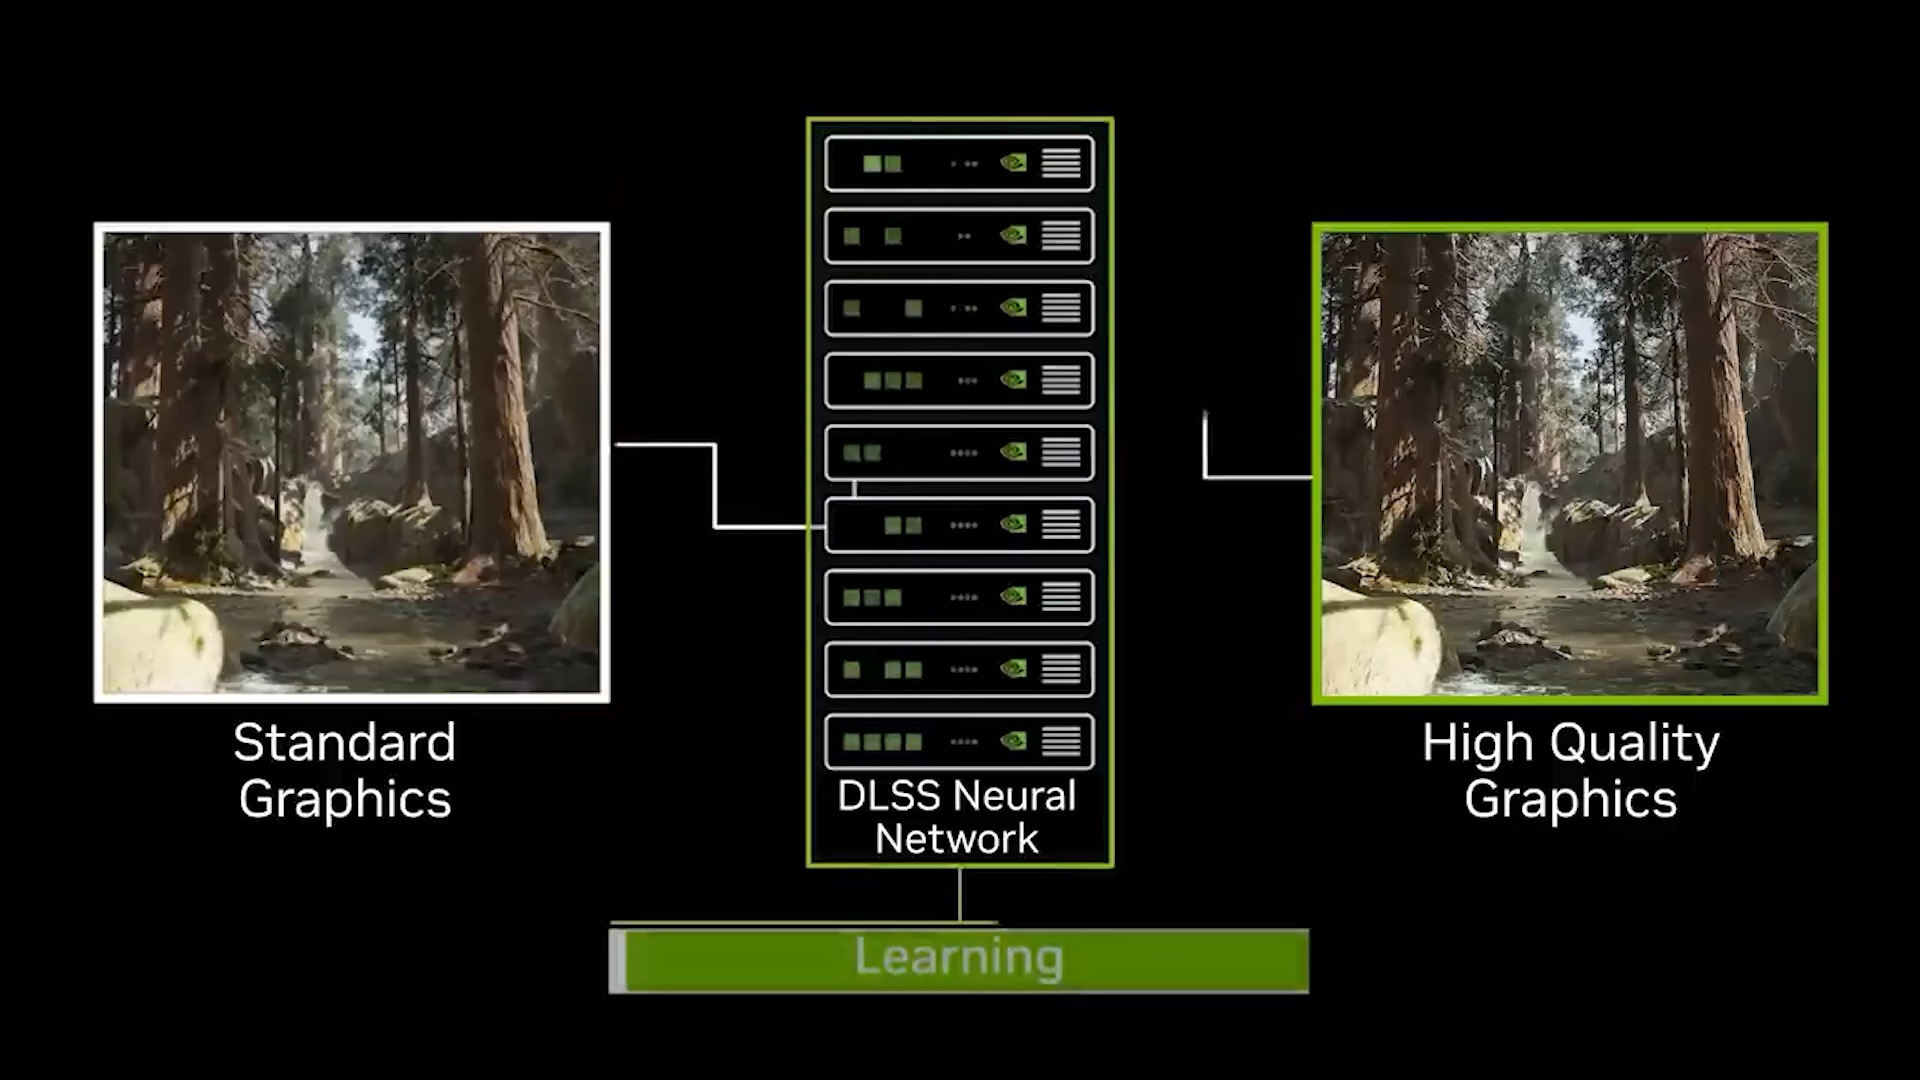 Standard
Graphics
DLSS Neural
Network
High Quality
Graphics
Learning